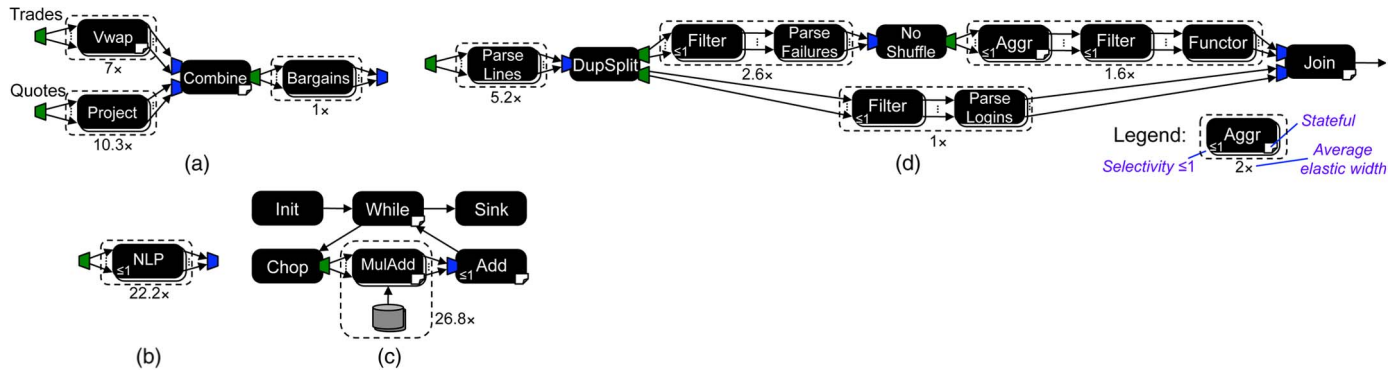 Trades
Vwap
7×
Quotes
Project
10.3×
Combine
Bargains
1×
(a)
NLP
≤1
22.2×
(b)
Init
While
Sink
Chop
MulAdd
≤1
Add
26.8×
(c)
Parse
Lines
5.2×
DupSplit
Filter
≤1
Parse
Failures
2.6×
No
Shuffle
Aggr
≤1
Filter
≤1
Functor
1.6×
Filter
≤1
Parse
Logins
1×
Join
(d)
Legend:
Aggr
≤1
2×
Stateful
Selectivity ≤1
Average
elastic width